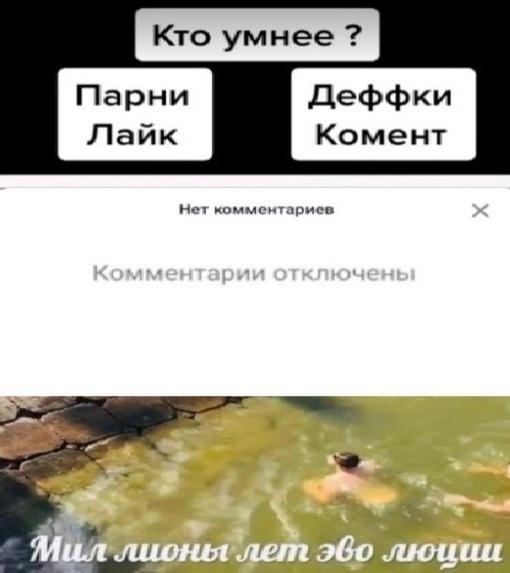 Кто умнее ?
Парни
Лайк
Деффки
Комент
Нет комментариев
Комментарии отключены
Мил лионы лет эво люции